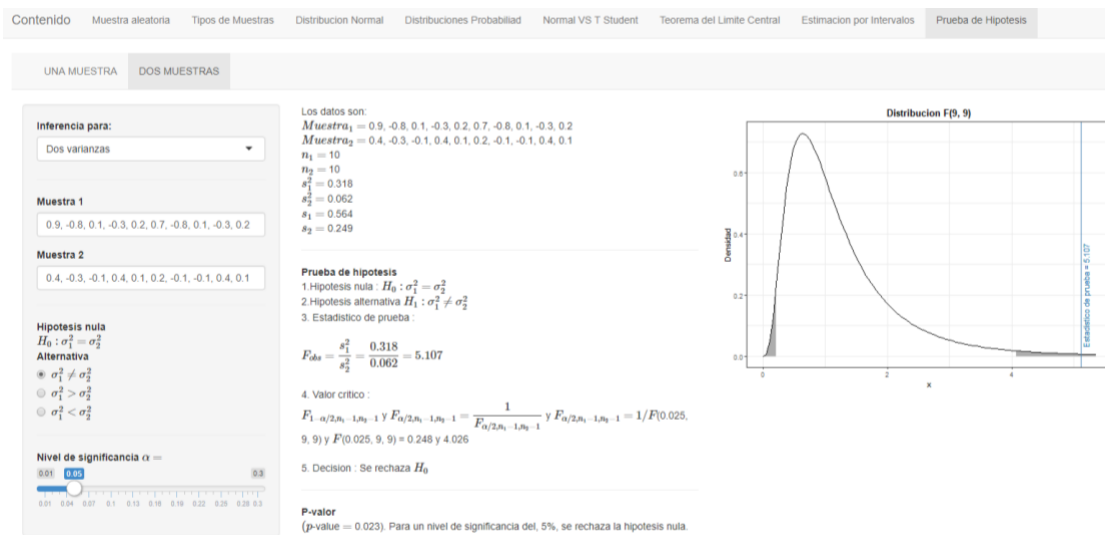 Contenido Muestra aleatoria Tipos de Muestras Distribucion Normal Distribuciones Probabiliad Normal VS T Student Teorema del Limite Central Estimacion por Intervalos Prueba de Hipotesis
UNA MUESTRA DOS MUESTRAS
Inferencia para:
Dos varianzas
Muestra 1
0.9, -0.8, 0.1, -0.3, 0.2, 0.7, -0.8, 0.1, -0.3, 0.2
Muestra 2
0.4, -0.3, -0.1, 0.4, 0.1, 0.2, -0.1, -0.1, 0.4, 0.1
Hipotesis nula
H₀ : σ₁² = σ₂²
Alternativa
σ₁² ≠ σ₂²
σ₁² > σ₂²
σ₁² < σ₂²
Nivel de significancia α =
0.01 0.05 0.3
0.01 0.04 0.07 0.1 0.13 0.16 0.19 0.22 0.25 0.28 0.3
Los datos son:
Muestra₁ = 0.9, -0.8, 0.1, -0.3, 0.2, 0.7, -0.8, 0.1, -0.3, 0.2
Muestra₂ = 0.4, -0.3, -0.1, 0.4, 0.1, 0.2, -0.1, -0.1, 0.4, 0.1
n₁ = 10
n₂ = 10
s₁² = 0.318
s₂² = 0.062
s₁ = 0.564
s₂ = 0.249
Prueba de hipotesis
1.Hipotesis nula : H₀ : σ₁² = σ₂²
2.Hipotesis alternativa H₁ : σ₁² ≠ σ₂²
3. Estadistico de prueba :
F_obs = s₁²/s₂² = 0.318/0.062 = 5.107
4. Valor critico :
F_{1-α/2,n₁-1,n₂-1} y F_{α/2,n₁-1,n₂-1} = 1/F_{α/2,n₁-1,n₂-1} y F_{α/2,n₁-1,n₂-1} = 1/F(0.025,
9, 9) y F(0.025, 9, 9) = 0.248 y 4.026
5. Decision : Se rechaza H₀
P-valor
(p-value = 0.023). Para un nivel de significancia del, 5%, se rechaza la hipotesis nula.
Distribucion F(9, 9)
Densidad
0.6
0.4
0.2
0.0
0 2 4
x
Estadistico de prueba = 5.107